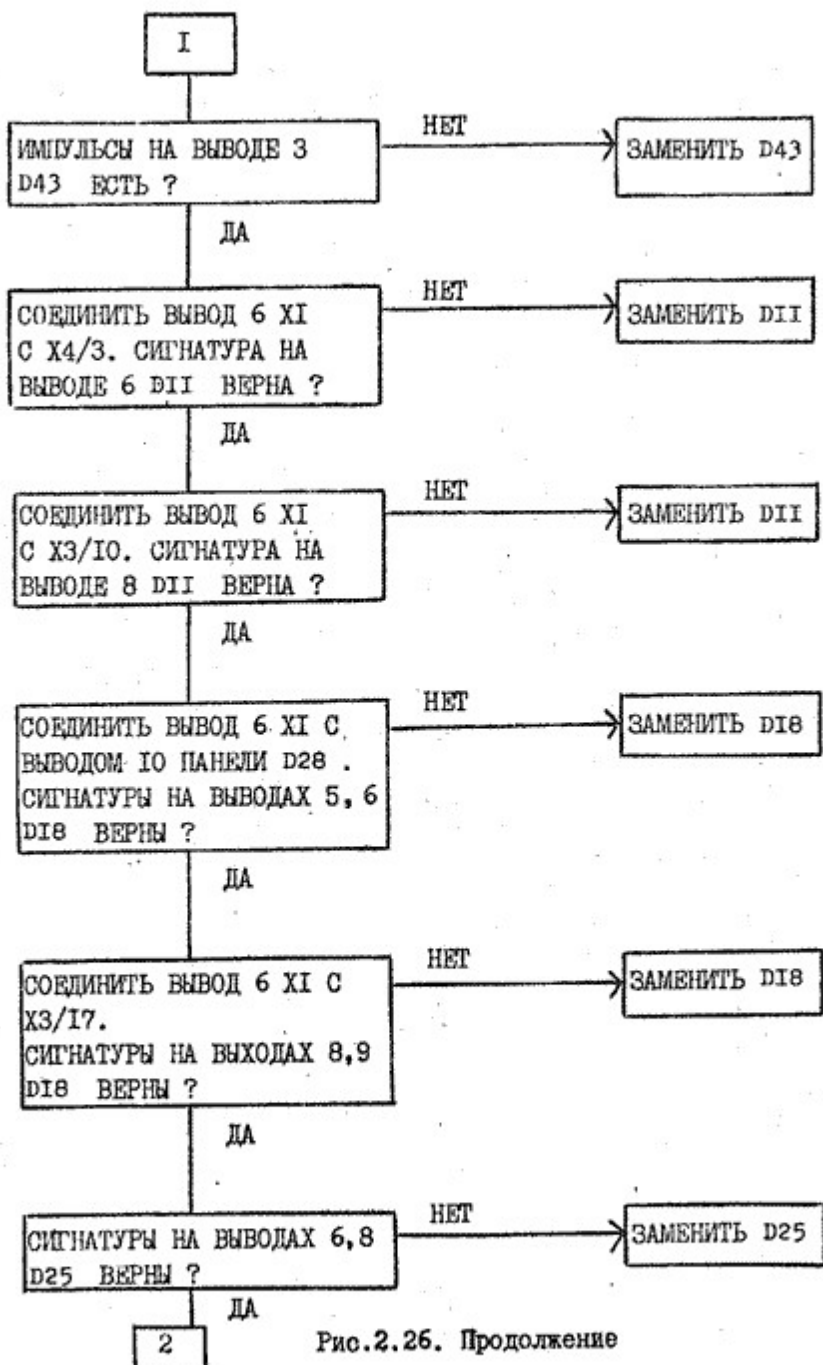 I
ИМПУЛЬСЫ НА ВЫВОДЕ 3
D43 ЕСТЬ ?
НЕТ
ЗАМЕНИТЬ D43
ДА
СОЕДИНИТЬ ВЫВОД 6 XI
С X4/3. СИГНАТУРА НА
ВЫВОДЕ 6 DII ВЕРНА ?
НЕТ
ЗАМЕНИТЬ DII
ДА
СОЕДИНИТЬ ВЫВОД 6 XI
С X3/IO. СИГНАТУРА НА
ВЫВОДЕ 8 DII ВЕРНА ?
НЕТ
ЗАМЕНИТЬ DII
ДА
СОЕДИНИТЬ ВЫВОД 6 XI С
ВЫВОДОМ IO ПАНЕЛИ D28 .
СИГНАТУРЫ НА ВЫВОДАХ 5,6
DI8 ВЕРНЫ ?
НЕТ
ЗАМЕНИТЬ DI8
ДА
СОЕДИНИТЬ ВЫВОД 6 XI С
X3/I7.
СИГНАТУРЫ НА ВЫХОДАХ 8,9
DI8 ВЕРНЫ ?
НЕТ
ЗАМЕНИТЬ DI8
ДА
СИГНАТУРЫ НА ВЫВОДАХ 6,8
D25 ВЕРНЫ ?
НЕТ
ЗАМЕНИТЬ D25
ДА
2
Рис.2.26. Продолжение